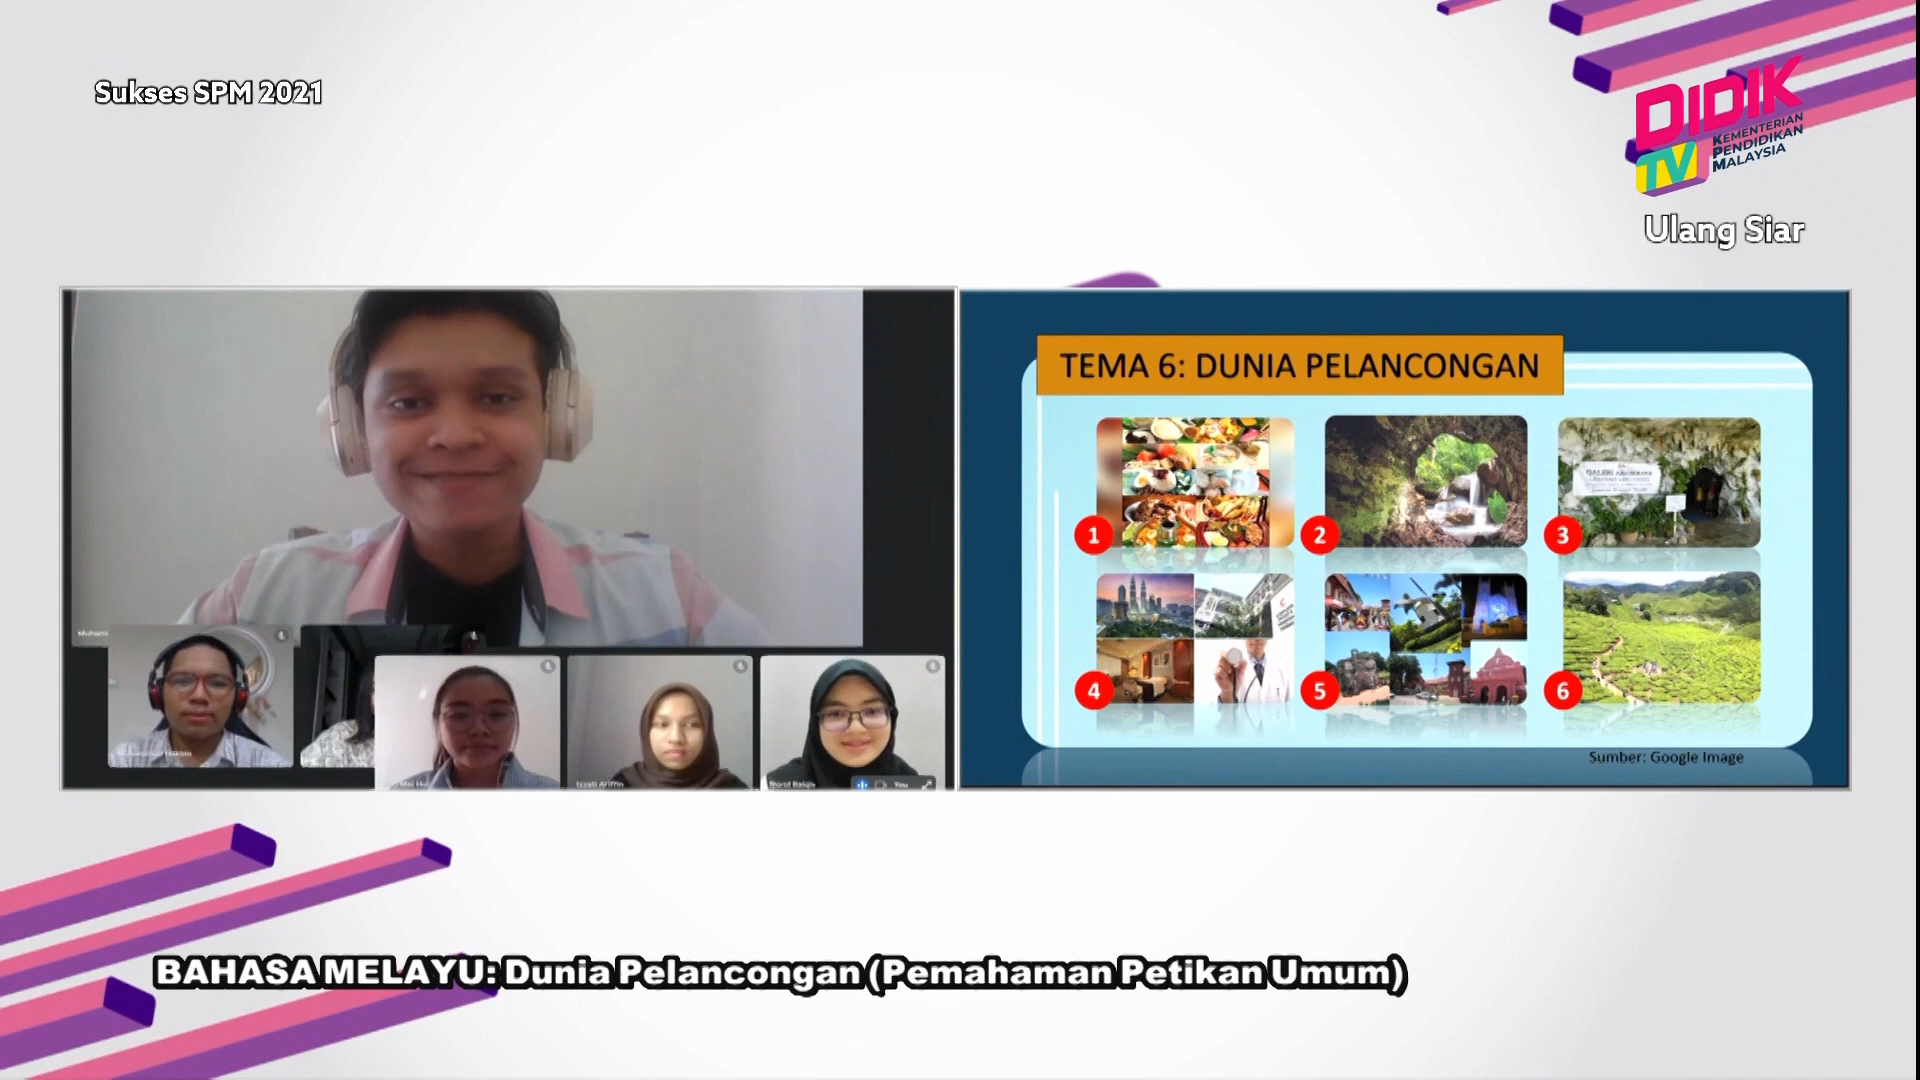 Sukses SPM 2021
DIDIK
TV
KEMENTERIAN
PENDIDIKAN
MALAYSIA
Ulang Siar
TEMA 6: DUNIA PELANCONGAN
1
2
3
4
5
6
Sumber: Google Image
You
BAHASA MELAYU: Dunia Pelancongan (Pemahaman Petikan Umum)